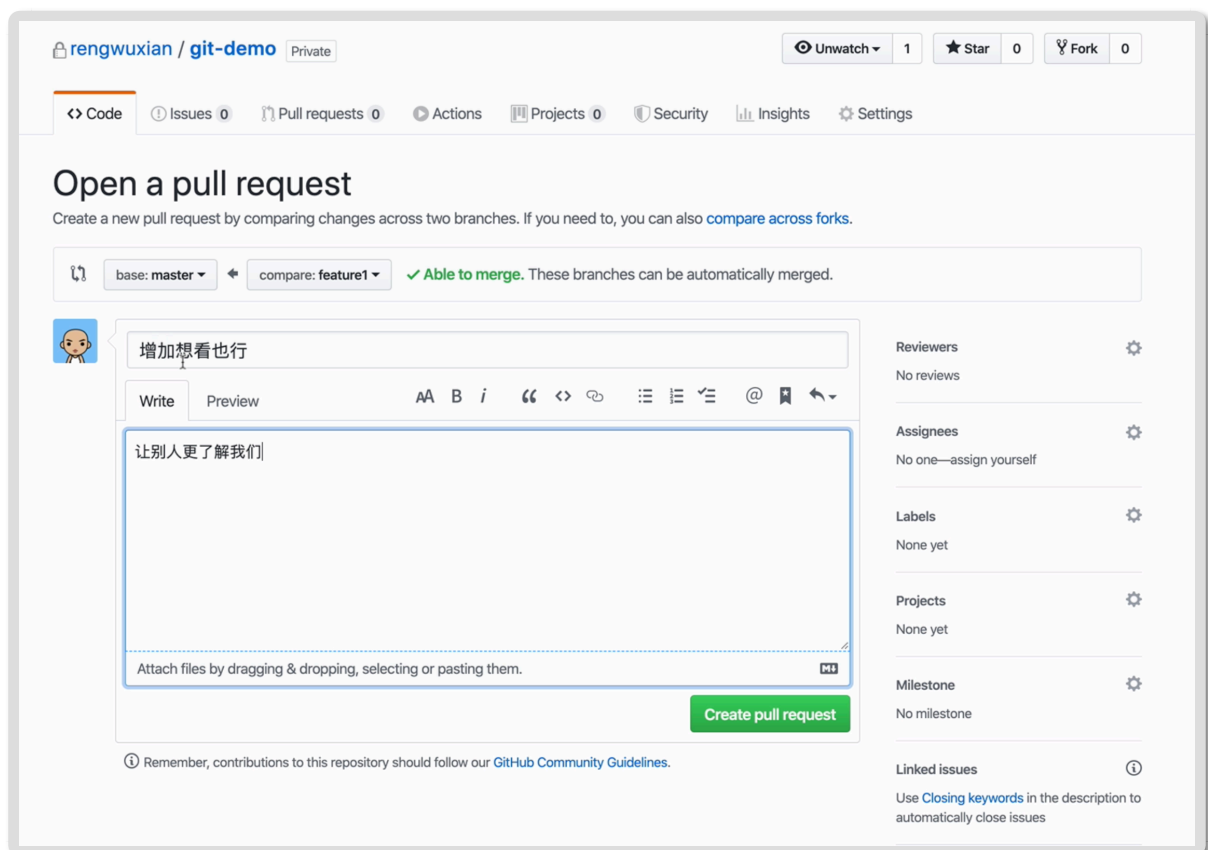 rengwuxian / git-demo Private
Unwatch 1 Star 0 Fork 0
Code Issues 0 Pull requests 0 Actions Projects 0 Security Insights Settings
Open a pull request
Create a new pull request by comparing changes across two branches. If you need to, you can also compare across forks.
base: master compare: feature1 Able to merge. These branches can be automatically merged.
增加想看也行
Write Preview
AA B i @
让别人更了解我们
Attach files by dragging & dropping, selecting or pasting them.
Create pull request
Remember, contributions to this repository should follow our GitHub Community Guidelines.
Reviewers
No reviews
Assignees
No one—assign yourself
Labels
None yet
Projects
None yet
Milestone
No milestone
Linked issues
Use Closing keywords in the description to
automatically close issues